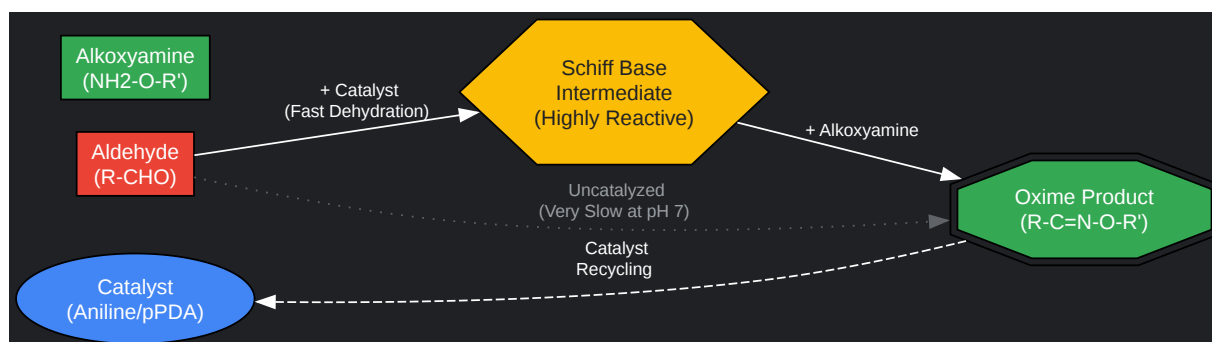 Alkoxyamine
(NH2-O-R')
Aldehyde
(R-CHO)
Catalyst
(Aniline/pPDA)
+ Catalyst
(Fast Dehydration)
Schiff Base
Intermediate
(Highly Reactive)
+ Alkoxyamine
Uncatalyzed
(Very Slow at pH 7)
Catalyst
Recycling
Oxime Product
(R-C=N-O-R')